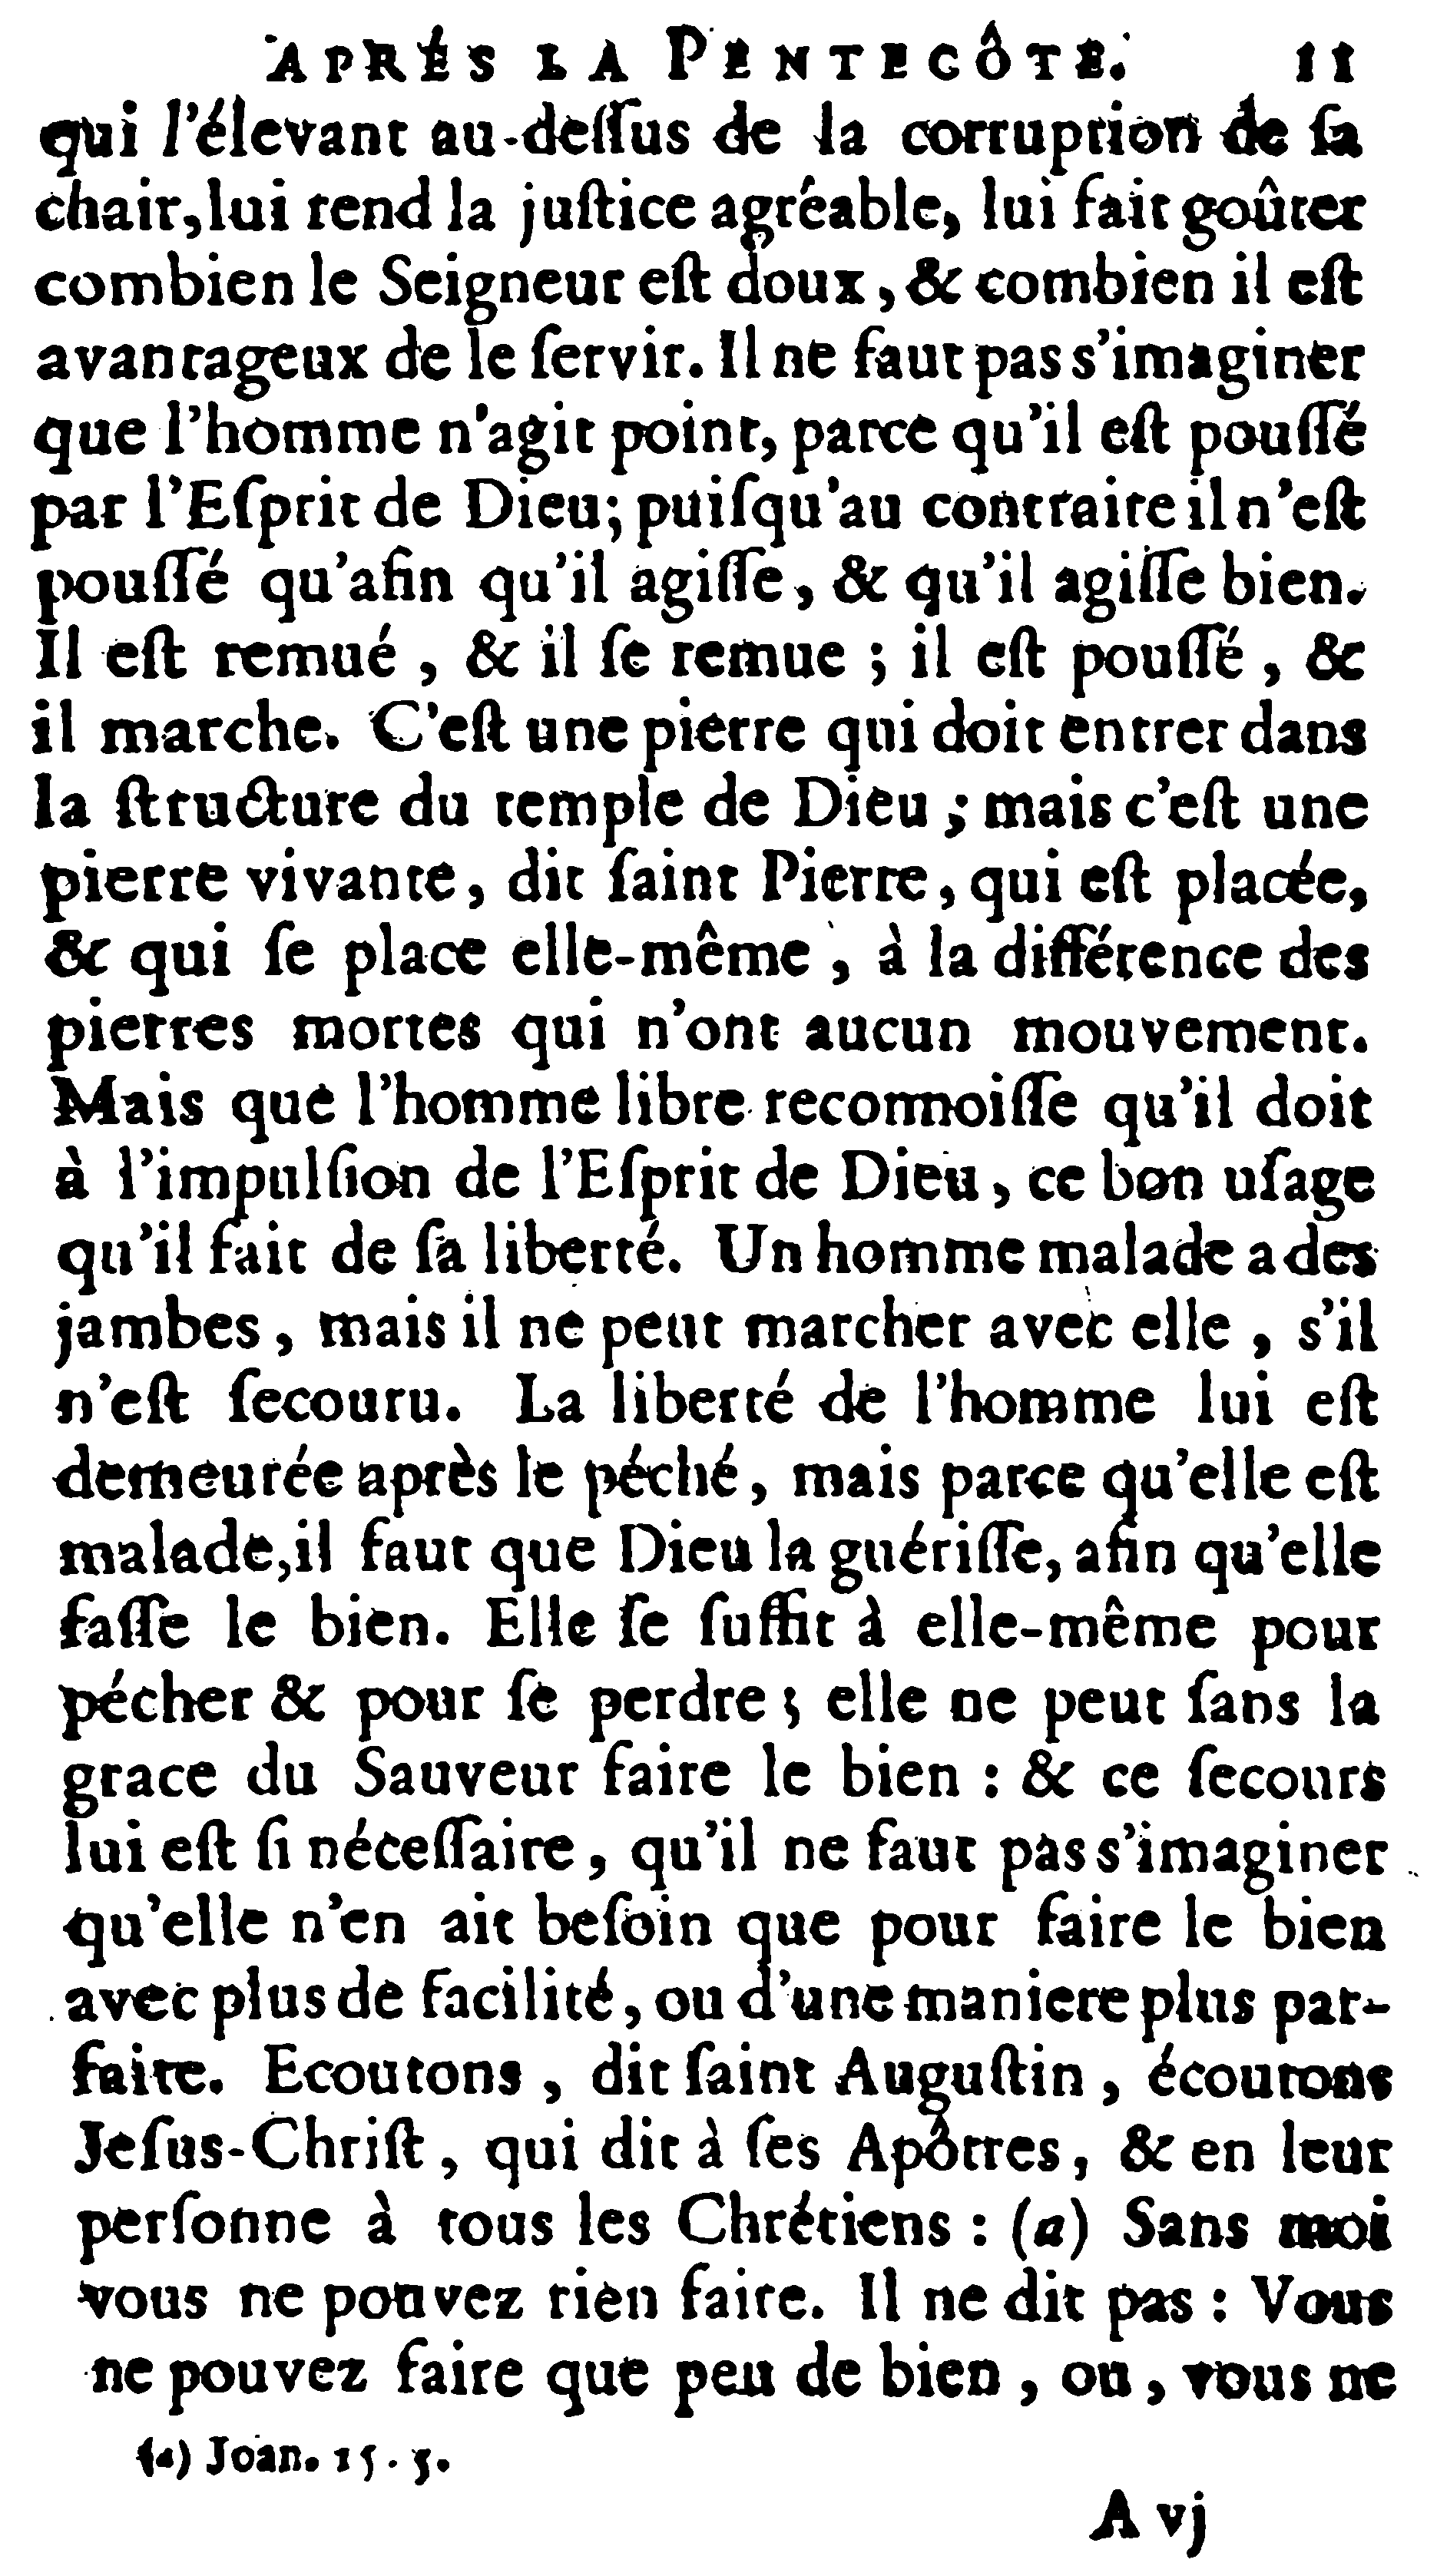 APRÉS LA PENTECÔTE. 11
qui l'élevant au-deſſus de la corruption de ſa
chair, lui rend la juſtice agréable, lui fait goûter
combien le Seigneur eſt doux, & combien il eſt
avantageux de le ſervir. Il ne faut pas s'imaginer
que l'homme n'agit point, parce qu'il eſt pouſſé
par l'Eſprit de Dieu; puiſqu'au contraire il n'eſt
pouſſé qu'afin qu'il agiſſe, & qu'il agiſſe bien.
Il eſt remué, & il ſe remue; il eſt pouſſé, &
il marche. C'eſt une pierre qui doit entrer dans
la ſtructure du temple de Dieu; mais c'eſt une
pierre vivante, dit ſaint Pierre, qui eſt placée,
& qui ſe place elle-même, à la différence des
pierres mortes qui n'ont aucun mouvement.
Mais que l'homme libre reconnoiſſe qu'il doit
à l'impulſion de l'Eſprit de Dieu, ce bon uſage
qu'il fait de ſa liberté. Un homme malade a des
jambes, mais il ne peut marcher avec elle, s'il
n'eſt ſecouru. La liberté de l'homme lui eſt
demeurée après le péché, mais parce qu'elle eſt
malade, il faut que Dieu la guériſſe, afin qu'elle
faſſe le bien. Elle ſe ſuffit à elle-même pour
pécher & pour ſe perdre; elle ne peut ſans la
grace du Sauveur faire le bien : & ce ſecours
lui eſt ſi néceſſaire, qu'il ne faut pas s'imaginer
qu'elle n'en ait beſoin que pour faire le bien
avec plus de facilité, ou d'une maniere plus par-
faite. Ecoutons, dit ſaint Auguſtin, écoutons
Jeſus-Chriſt, qui dit à ſes Apôtres, & en leur
perſonne à tous les Chrétiens : (a) Sans moi
vous ne pouvez rien faire. Il ne dit pas : Vous
ne pouvez faire que peu de bien, ou, vous ne
(a) Joan. 15. 5.
A vj